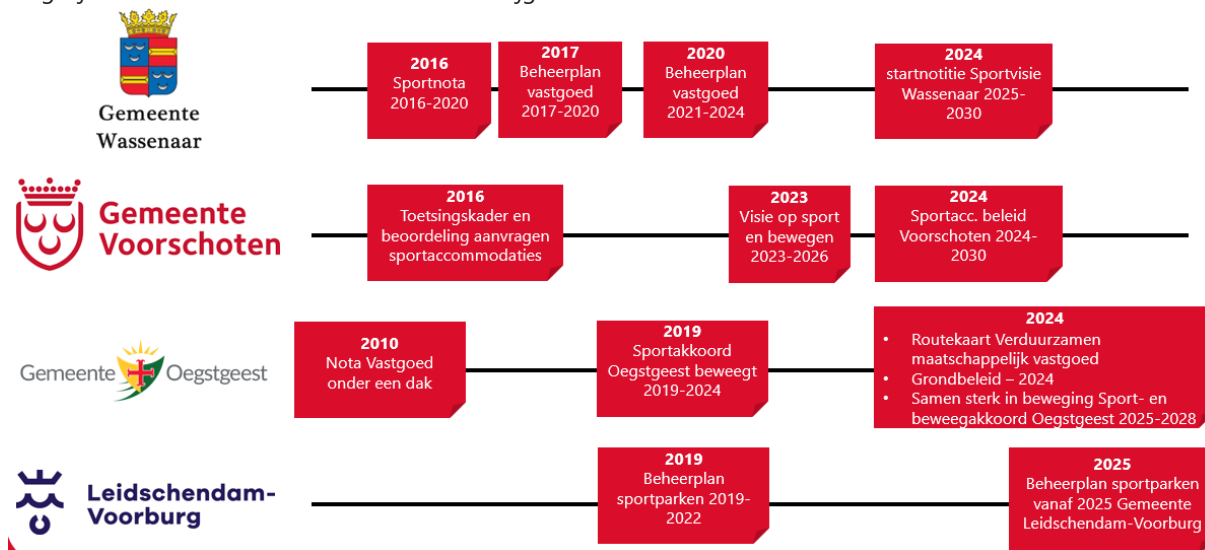 Gemeente
Wassenaar
2016
Sportnota
2016-2020
2017
Beheerplan
vastgoed
2017-2020
2020
Beheerplan
vastgoed
2021-2024
2024
startnotitie Sportvisie
Wassenaar 2025-
2030
Gemeente
Voorschoten
2016
Toetsingskader en
beoordeling aanvragen
sportaccommodaties
2023
Visie op sport
en bewegen
2023-2026
2024
Sportacc. beleid
Voorschoten 2024-
2030
Gemeente Oegstgeest
2010
Nota Vastgoed
onder een dak
2019
Sportakkoord
Oegstgeest beweegt
2019-2024
2024
• Routekaart Verduurzamen
maatschappelijk vastgoed
• Grondbeleid – 2024
• Samen sterk in beweging Sport- en
beweegakkoord Oegstgeest 2025-2028
Leidschendam-
Voorburg
2019
Beheerplan
sportparken 2019-
2022
2025
Beheerplan sportparken
vanaf 2025 Gemeente
Leidschendam-Voorburg